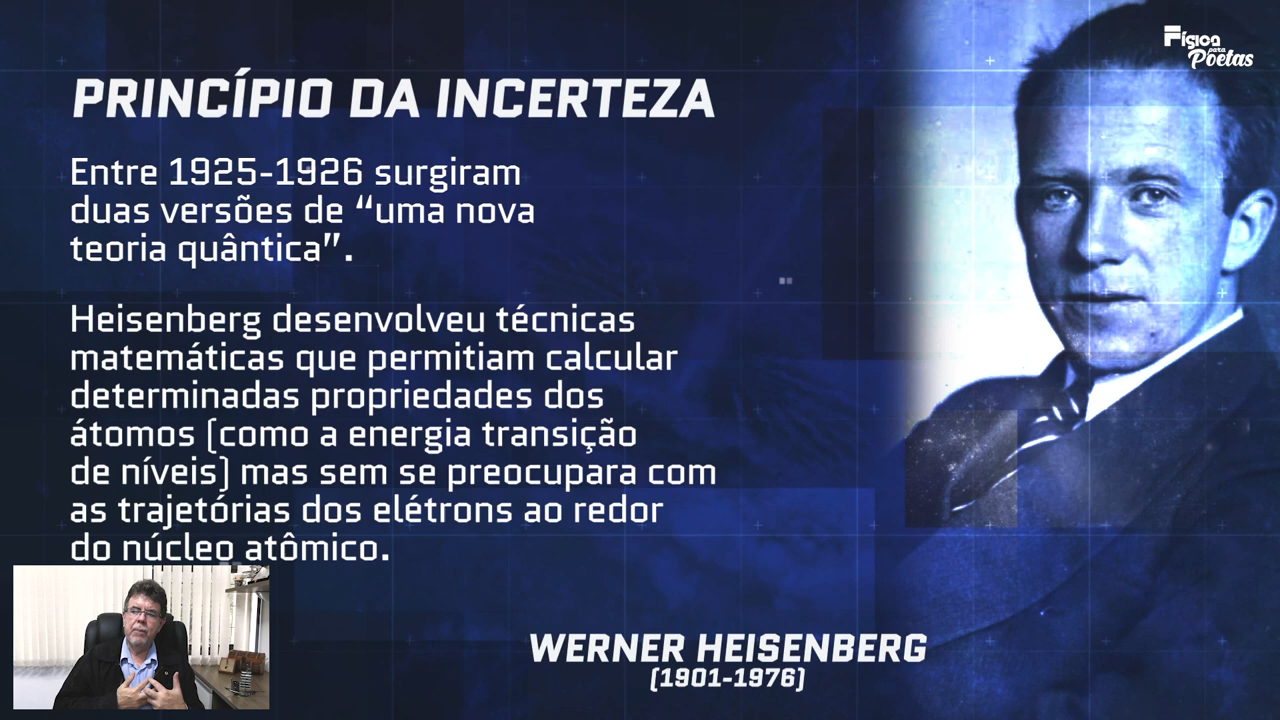 Física
para
Poetas
PRINCÍPIO DA INCERTEZA
Entre 1925-1926 surgiram
duas versões de “uma nova
teoria quântica”.
Heisenberg desenvolveu técnicas
matemáticas que permitiam calcular
determinadas propriedades dos
átomos (como a energia transição
de níveis) mas sem se preocupara com
as trajetórias dos elétrons ao redor
do núcleo atômico.
WERNER HEISENBERG
(1901-1976)